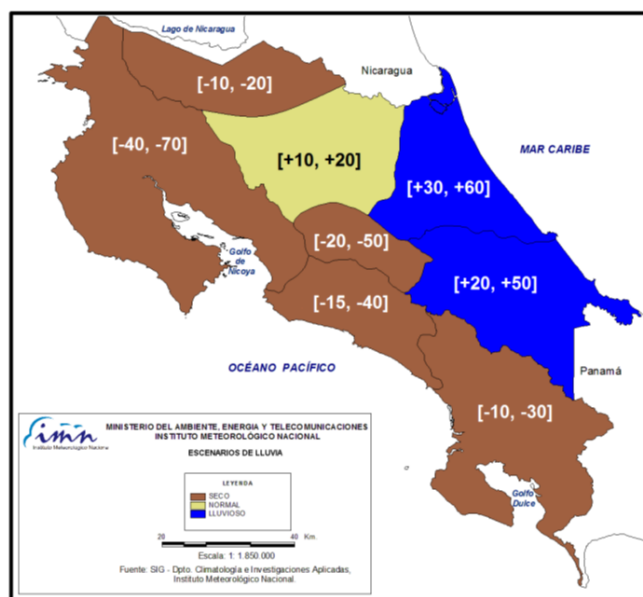 Lago de Nicaragua
Nicaragua
[-10, -20]
[-40, -70]
[+10, +20]
MAR CARIBE
[+30, +60]
[-20, -50]
Golfo
de
Nicoya
[+20, +50]
[-15, -40]
OCÉANO PACÍFICO
Panamá
[-10, -30]
imn
Instituto Meteorológico Nacional
MINISTERIO DEL AMBIENTE, ENERGIA Y TELECOMUNICACIONES
INSTITUTO METEOROLÓGICO NACIONAL
ESCENARIOS DE LLUVIA
LEYENDA
SECO
NORMAL
LLUVIOSO
20 40 Km.
Escala: 1: 1.850.000
Fuente: SIG - Dpto. Climatología e Investigaciones Aplicadas,
Instituto Meteorológico Nacional.
Golfo
Dulce